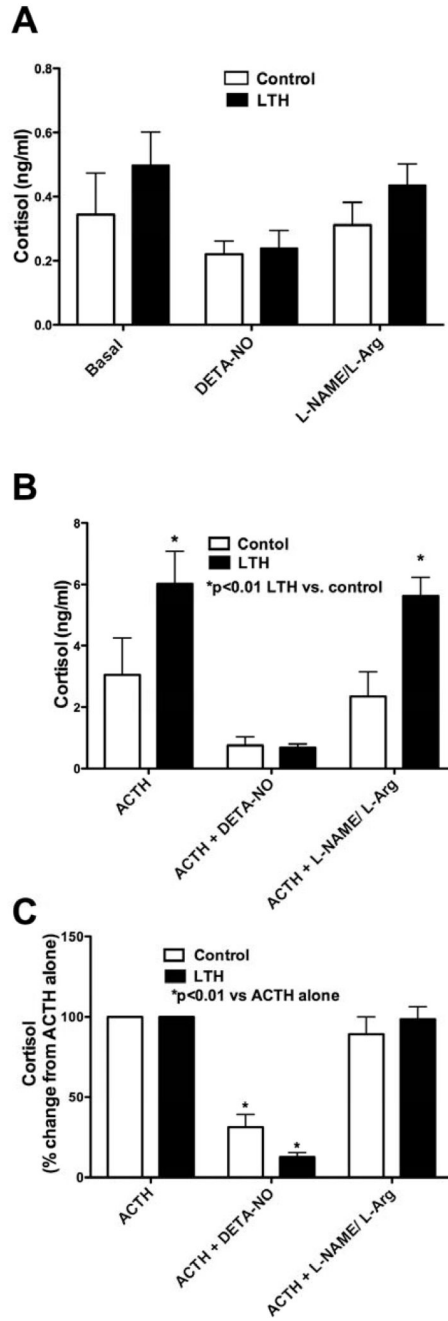 A
0.8
0.6
0.4
0.2
0.0
Cortisol (ng/ml)
Control
LTH
Basal
DETA-NO
L-NAME/L-Arg
B
8
6
4
2
0
Cortisol (ng/ml)
Contol
LTH
*p<0.01 LTH vs. control
*
*
ACTH
ACTH + DETA-NO
ACTH + L-NAME/ L-Arg
C
150
100
50
0
Cortisol
(% change from ACTH alone)
Control
LTH
*p<0.01 vs ACTH alone
*
*
ACTH
ACTH + DETA-NO
ACTH + L-NAME/ L-Arg